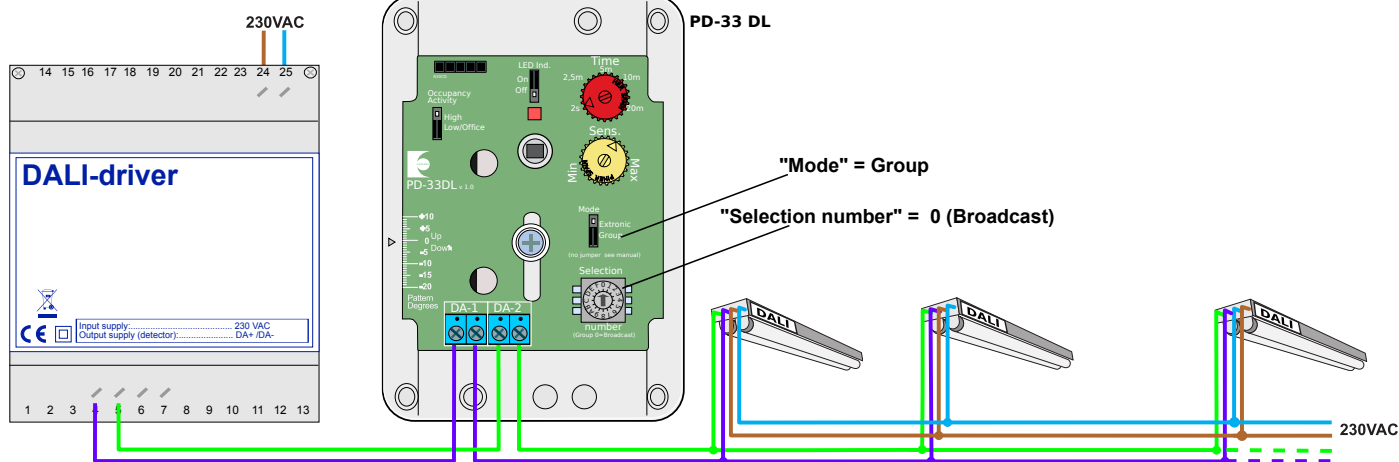 230VAC
14 15 16 17 18 19 20 21 22 23 24 25
DALI-driver
Input supply:........................................ 230 VAC
Output supply (detector):...................... DA+ /DA-
1 2 3 4 5 6 7 8 9 10 11 12 13
PD-33 DL
LED Ind.
On
Off
Time
2s 2,5m 5m 10m 20m
Occupancy
Activity
High
Low/Office
Sens.
Min
Max
PD-33DL v 1.0
Mode
Extronic
Group
(no jumper see manual)
+10
+5
0
-5
-10
-15
-20
Up
Down
Pattern
Degrees
Selection
number
(Group 0=Broadcast)
DA-1 DA-2
"Mode" = Group
"Selection number" = 0 (Broadcast)
DALI
DALI
DALI
230VAC